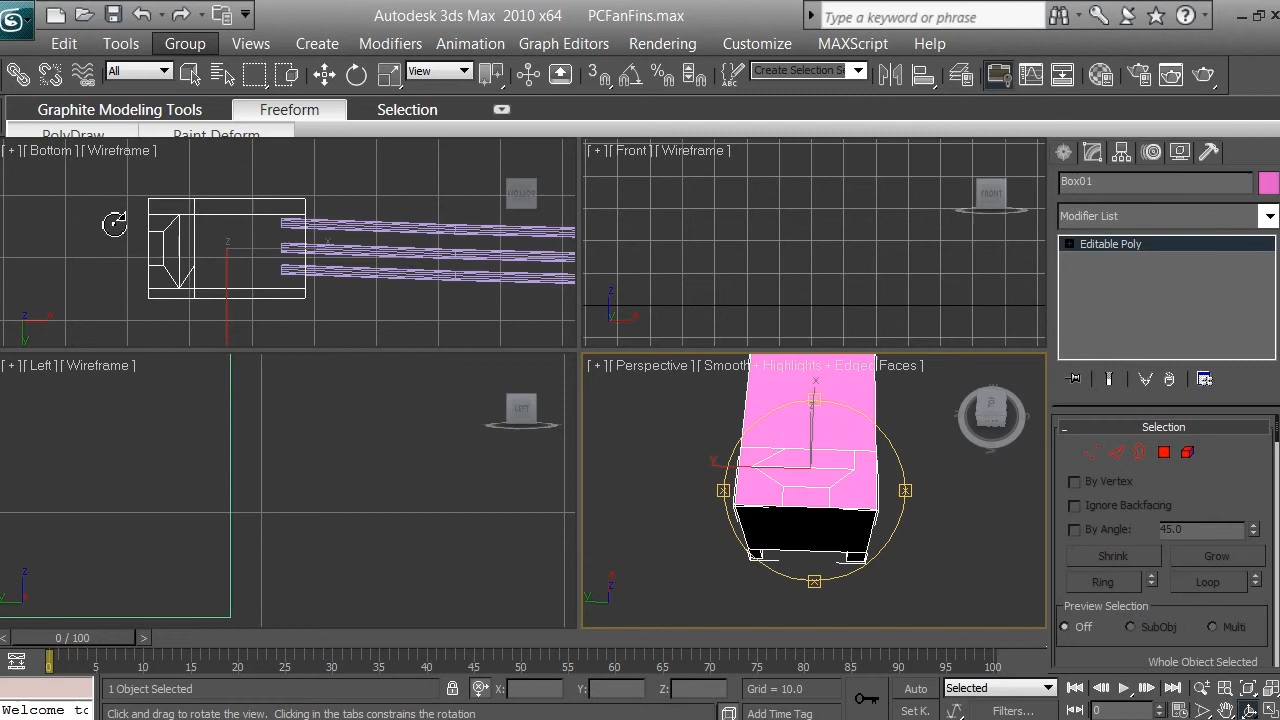 Autodesk 3ds Max 2010 x64 PCFanFins.max
Type a keyword or phrase
Edit Tools Group Views Create Modifiers Animation Graph Editors Rendering Customize MAXScript Help
All View Create Selection Se
Graphite Modeling Tools Freeform Selection
PolyDraw Paint Deform
[ + ][ Bottom ][ Wireframe ]
[ + ][ Front ][ Wireframe ]
BOTTOM
FRONT
Box01
Modifier List
Editable Poly
[ + ][ Left ][ Wireframe ]
[ + ][ Perspective ][ Smooth + Highlights + Edged Faces ]
LEFT
Selection
By Vertex
Ignore Backfacing
By Angle: 45.0
Shrink Grow
Ring Loop
Preview Selection
Off SubObj Multi
Whole Object Selected
0 / 100
0 5 10 15 20 25 30 35 40 45 50 55 60 65 70 75 80 85 90 95 100
1 Object Selected X: Y: Z: Grid = 10.0 Auto Selected
Welcome to Click and drag to rotate the view. Clicking in the tabs constrains the rotation Add Time Tag Set K. Filters... 0